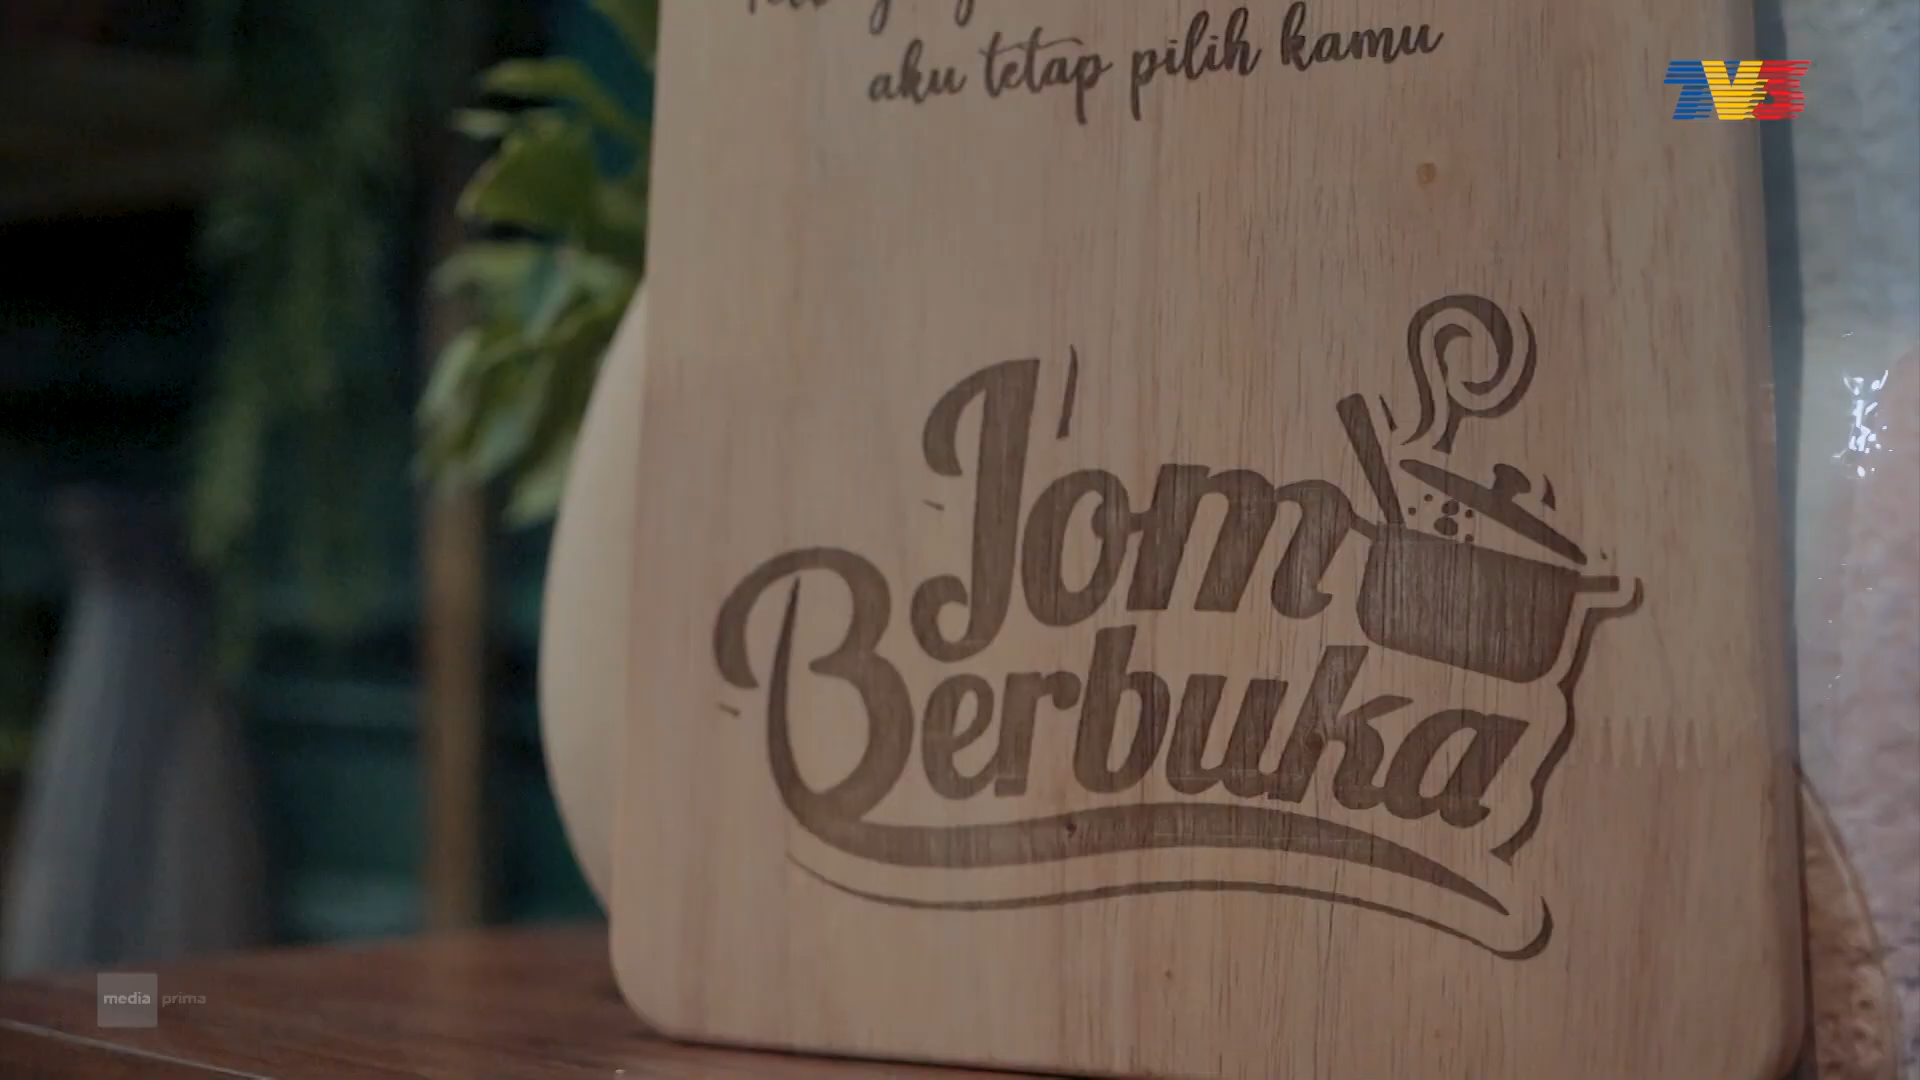 aku tetap pilih kamu
TV3
Jom
Berbuka
media prima